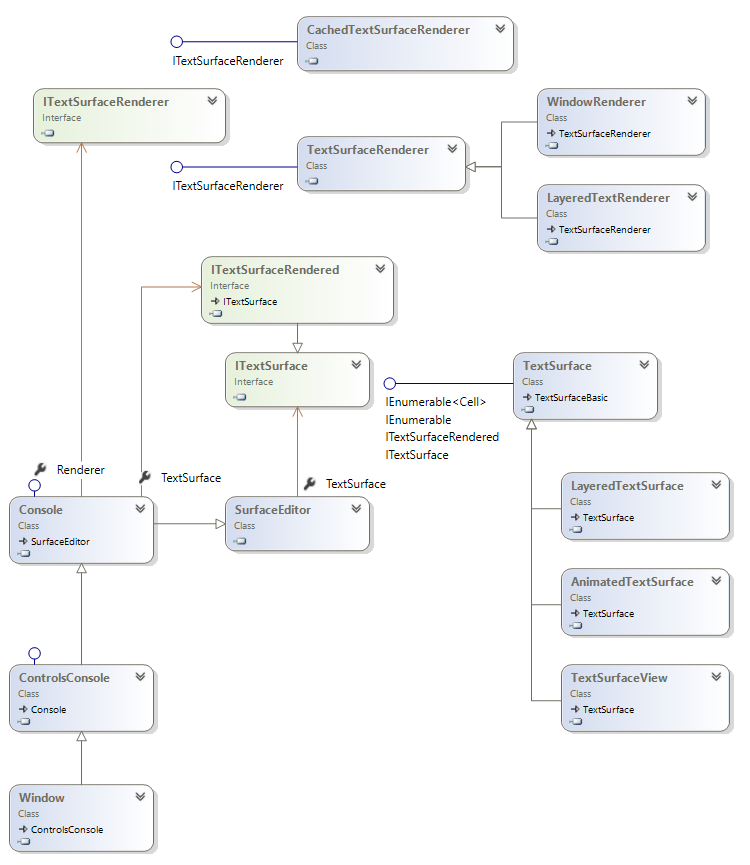 CachedTextSurfaceRenderer
Class
ITextSurfaceRenderer
ITextSurfaceRenderer
Interface
WindowRenderer
Class
TextSurfaceRenderer
TextSurfaceRenderer
Class
ITextSurfaceRenderer
LayeredTextRenderer
Class
TextSurfaceRenderer
ITextSurfaceRendered
Interface
ITextSurface
ITextSurface
Interface
TextSurface
Class
TextSurfaceBasic
IEnumerable<Cell>
IEnumerable
ITextSurfaceRendered
ITextSurface
Renderer
TextSurface
TextSurface
Console
Class
SurfaceEditor
SurfaceEditor
Class
LayeredTextSurface
Class
TextSurface
AnimatedTextSurface
Class
TextSurface
ControlsConsole
Class
Console
TextSurfaceView
Class
TextSurface
Window
Class
ControlsConsole